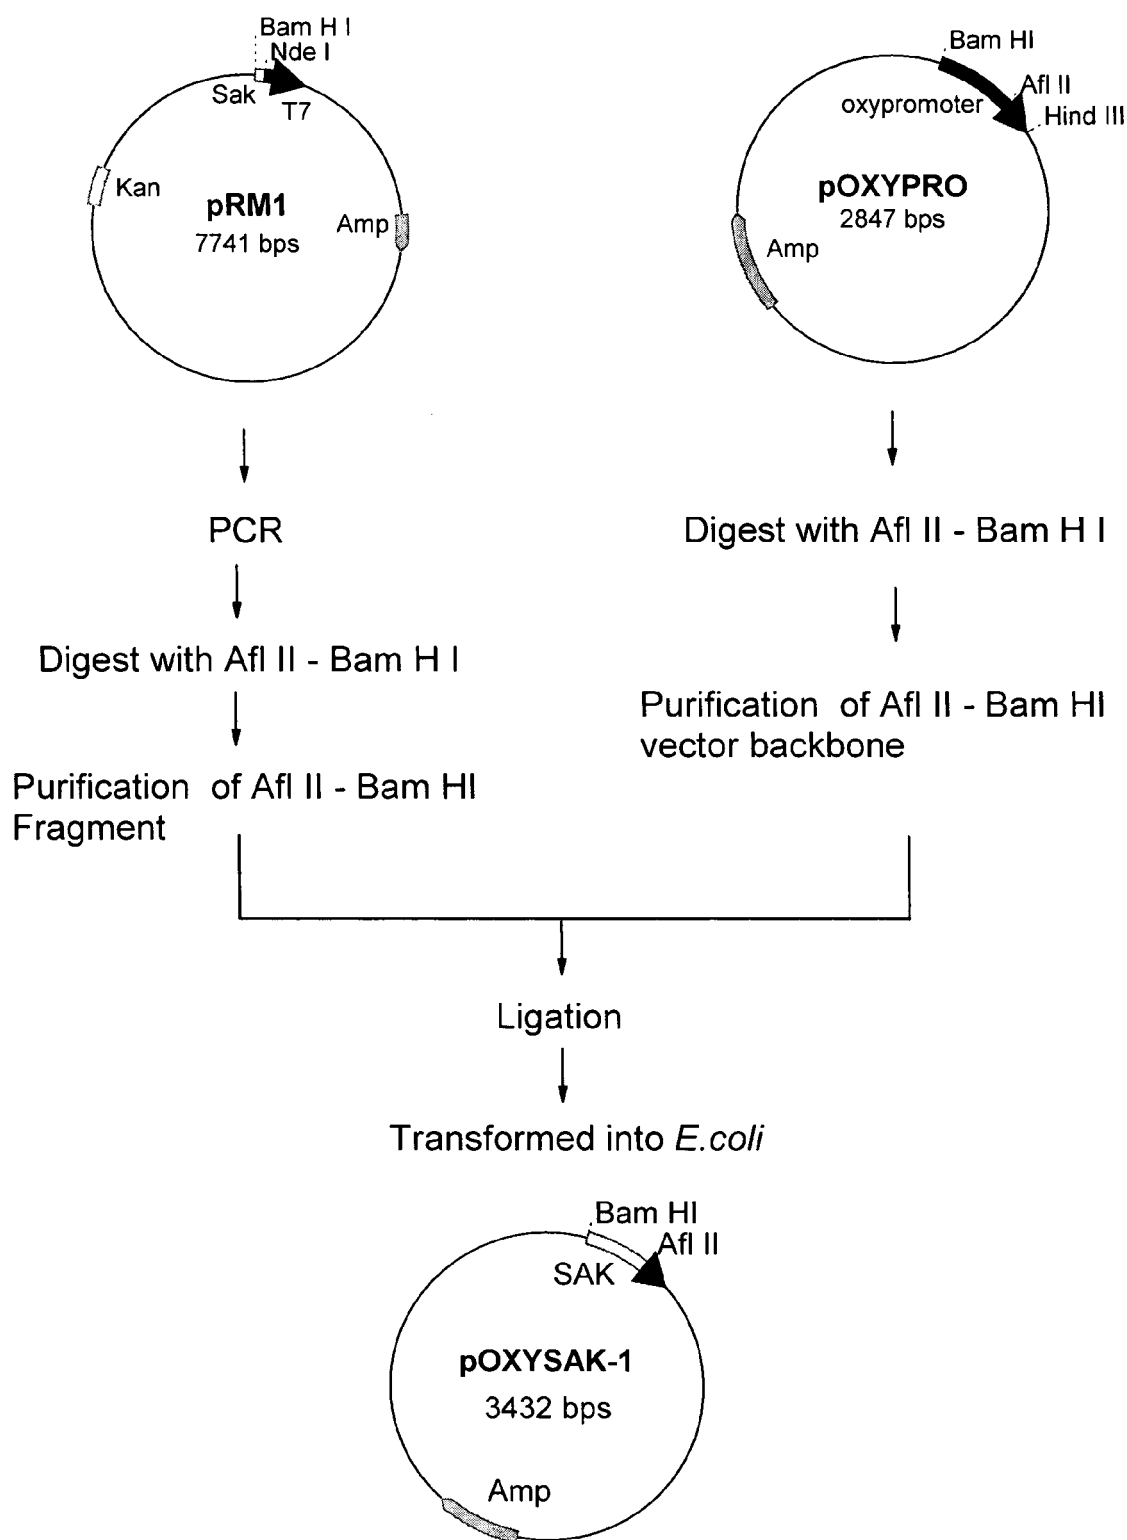 Bam H I
Nde I
Sak
T7
Kan
pRM1
7741 bps
Amp
Bam HI
Afl II
oxypromoter
Hind III
pOXYPRO
2847 bps
Amp
PCR
Digest with Afl II - Bam H I
Digest with Afl II - Bam H I
Purification of Afl II - Bam HI
Fragment
Purification of Afl II - Bam HI
vector backbone
Ligation
Transformed into E.coli
Bam HI
Afl II
SAK
pOXYSAK-1
3432 bps
Amp